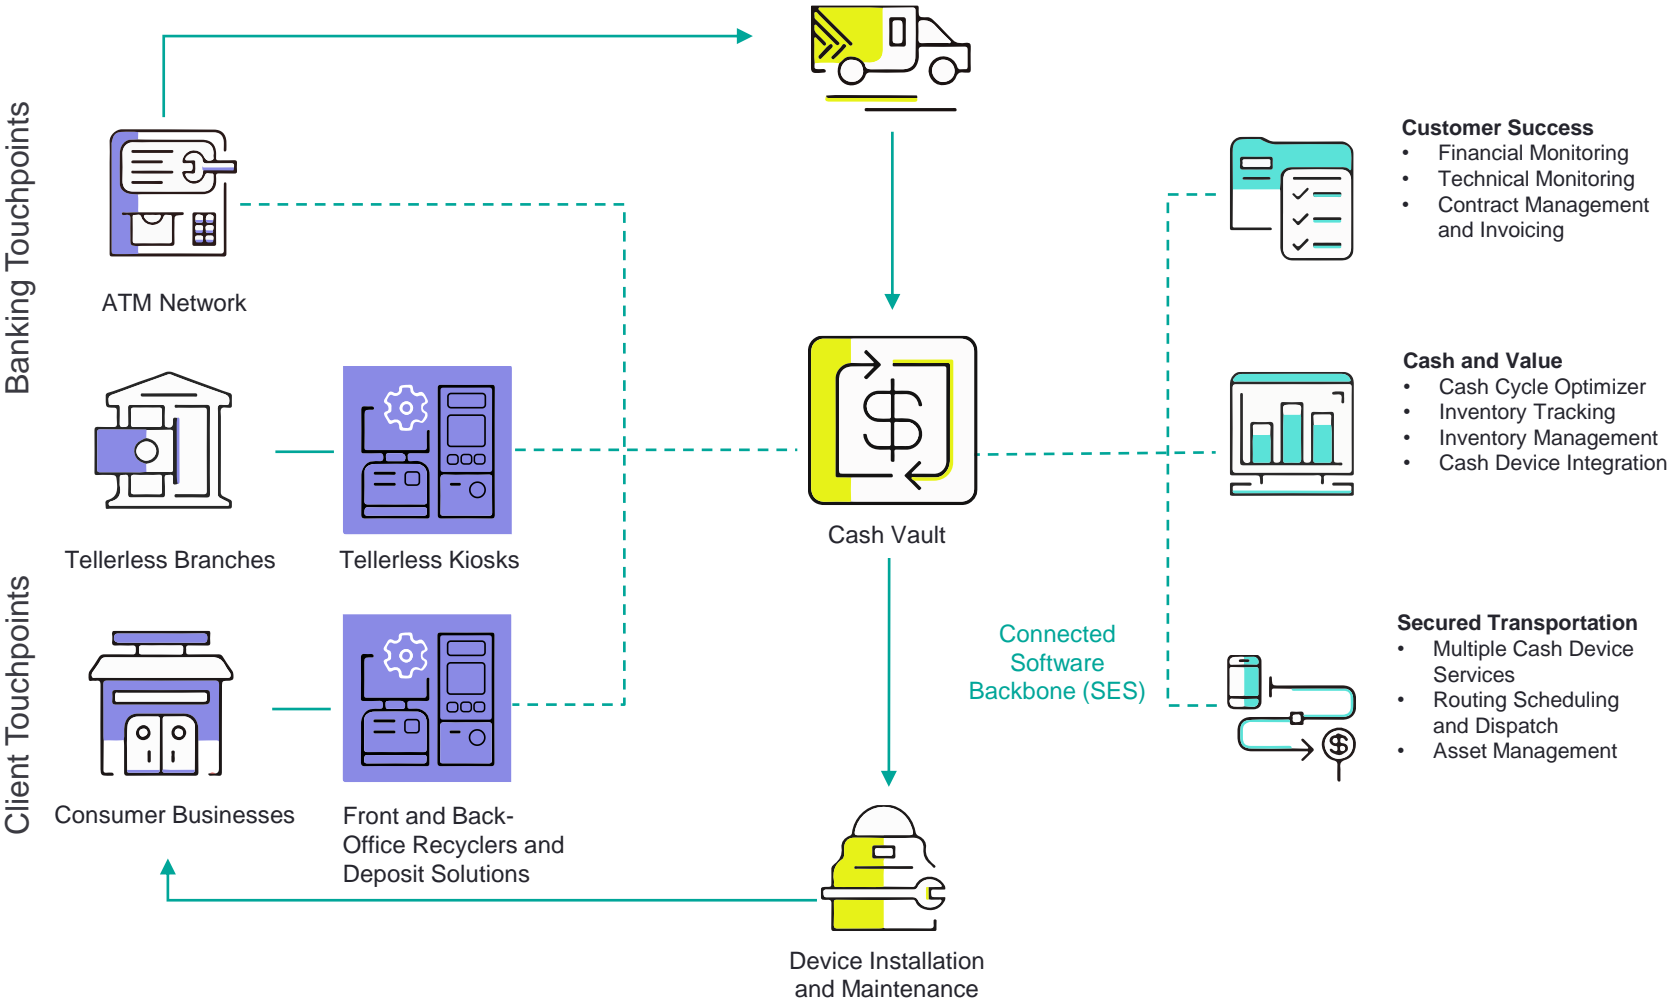 Banking Touchpoints
ATM Network
Tellerless Branches
Tellerless Kiosks
Client Touchpoints
Consumer Businesses
Front and Back-
Office Recyclers and
Deposit Solutions
Cash Vault
Connected
Software
Backbone (SES)
Device Installation
and Maintenance
Customer Success
• Financial Monitoring
• Technical Monitoring
• Contract Management
and Invoicing
Cash and Value
• Cash Cycle Optimizer
• Inventory Tracking
• Inventory Management
• Cash Device Integration
Secured Transportation
• Multiple Cash Device
Services
• Routing Scheduling
and Dispatch
• Asset Management